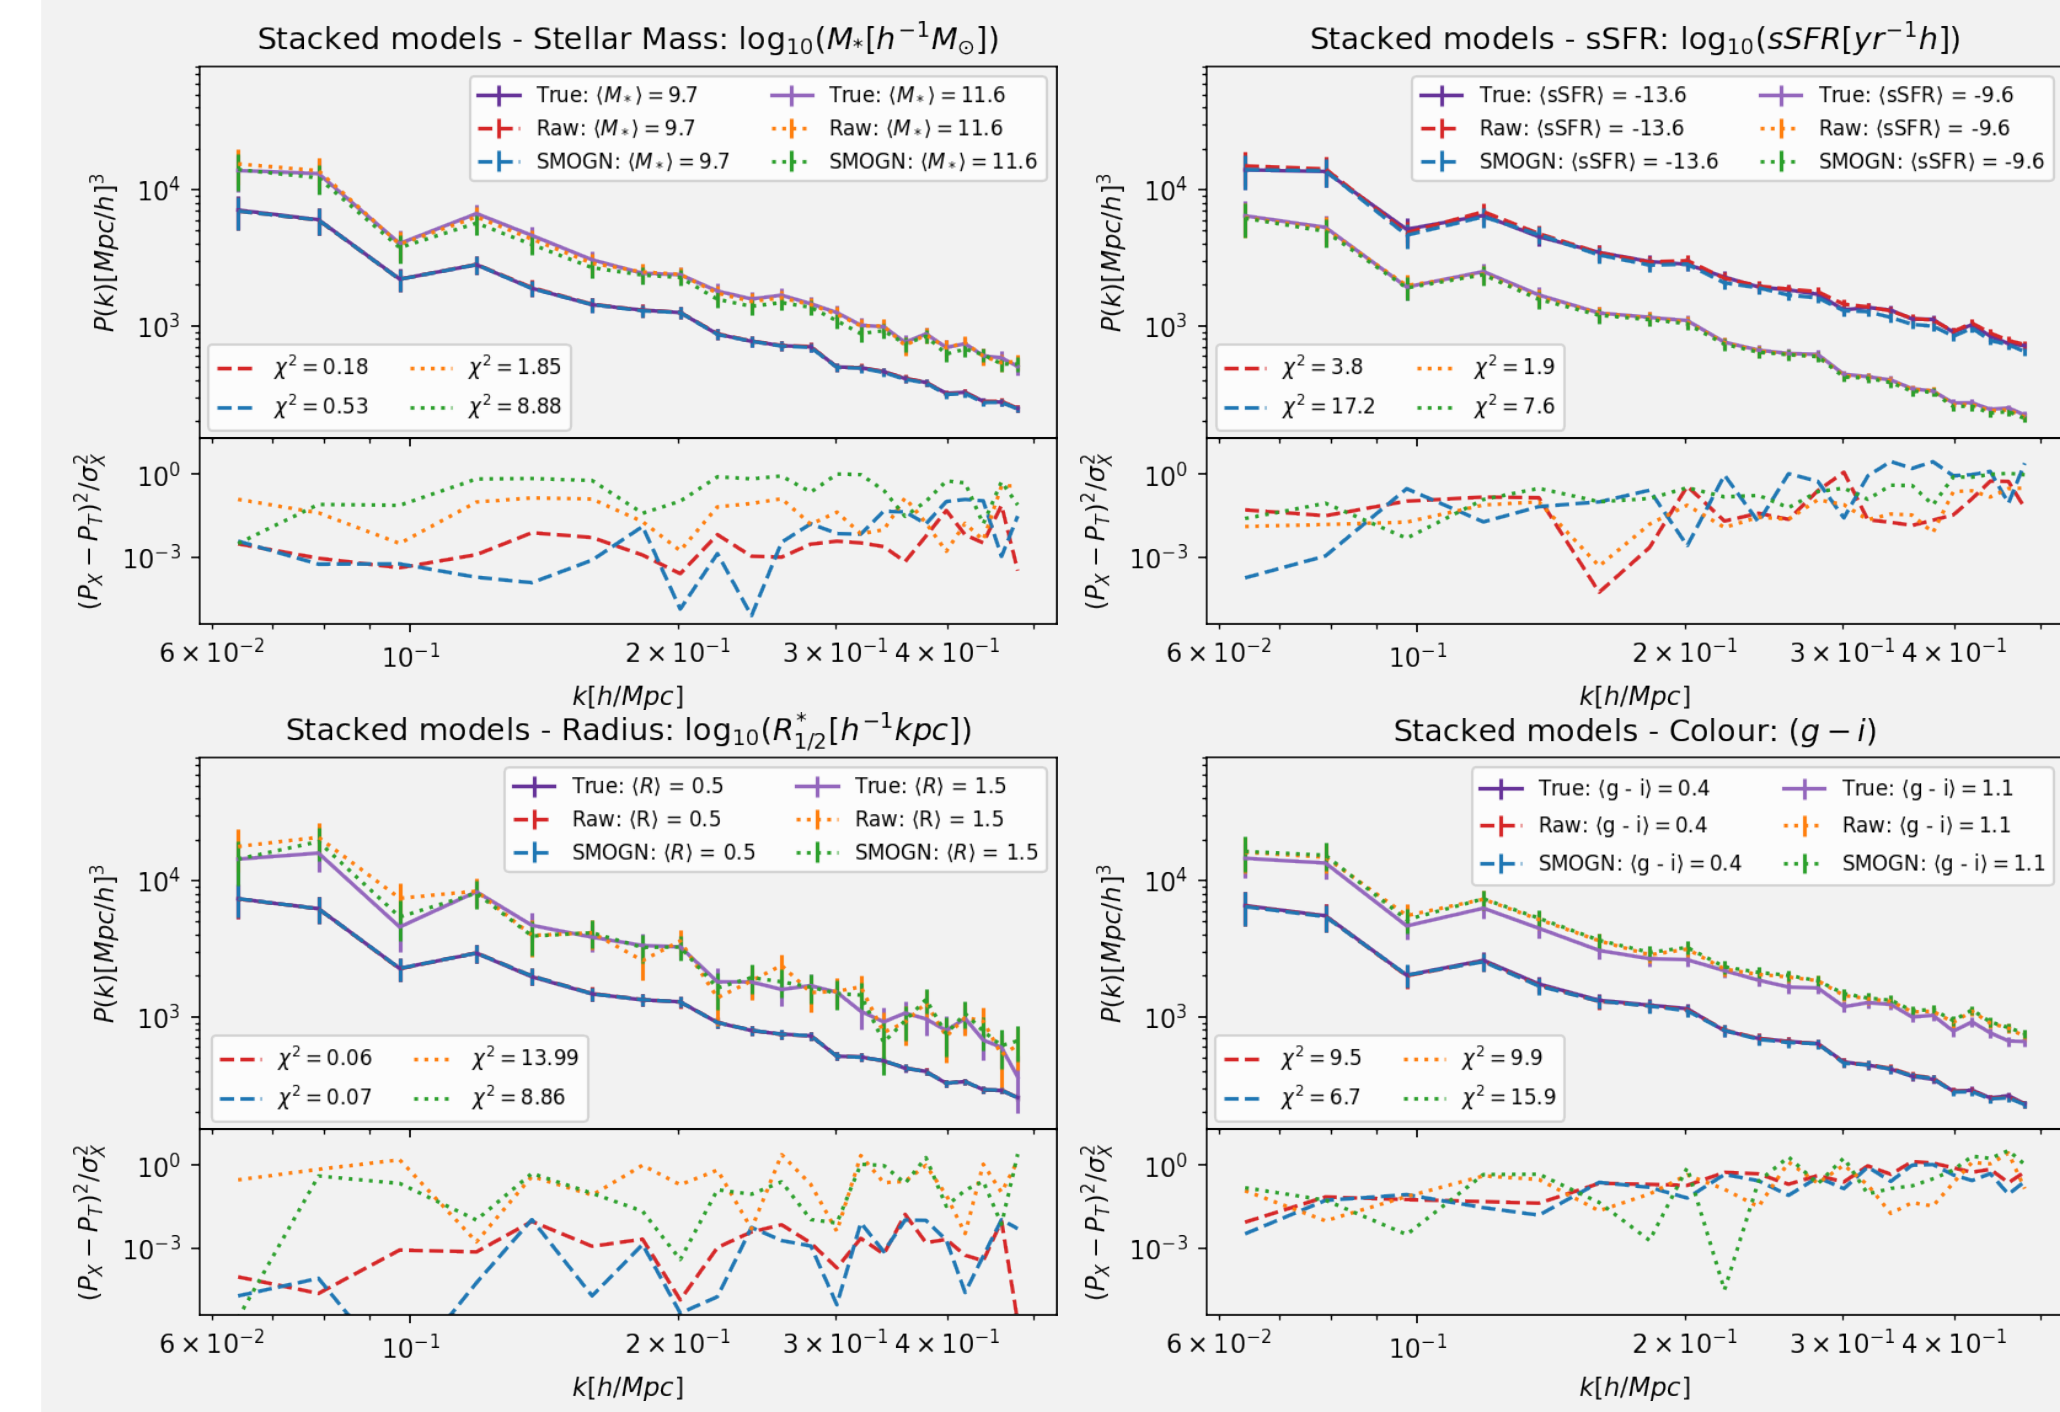 Stacked models - Stellar Mass: log₁₀(M*[h⁻¹M⊙])
True: ⟨M*⟩ = 9.7
Raw: ⟨M*⟩ = 9.7
SMOGN: ⟨M*⟩ = 9.7
True: ⟨M*⟩ = 11.6
Raw: ⟨M*⟩ = 11.6
SMOGN: ⟨M*⟩ = 11.6
P(k)[Mpc/h]³
10⁴
10³
χ² = 0.18
χ² = 0.53
χ² = 1.85
χ² = 8.88
(P_X − P_T)²/σ²_X
10⁰
10⁻³
6 × 10⁻² 10⁻¹ 2 × 10⁻¹ 3 × 10⁻¹ 4 × 10⁻¹
k[h/Mpc]
Stacked models - sSFR: log₁₀(sSFR[yr⁻¹h])
True: ⟨sSFR⟩ = -13.6
Raw: ⟨sSFR⟩ = -13.6
SMOGN: ⟨sSFR⟩ = -13.6
True: ⟨sSFR⟩ = -9.6
Raw: ⟨sSFR⟩ = -9.6
SMOGN: ⟨sSFR⟩ = -9.6
P(k)[Mpc/h]³
10⁴
10³
χ² = 3.8
χ² = 17.2
χ² = 1.9
χ² = 7.6
(P_X − P_T)²/σ²_X
10⁰
10⁻³
6 × 10⁻² 10⁻¹ 2 × 10⁻¹ 3 × 10⁻¹ 4 × 10⁻¹
k[h/Mpc]
Stacked models - Radius: log₁₀(R*₁/₂[h⁻¹kpc])
True: ⟨R⟩ = 0.5
Raw: ⟨R⟩ = 0.5
SMOGN: ⟨R⟩ = 0.5
True: ⟨R⟩ = 1.5
Raw: ⟨R⟩ = 1.5
SMOGN: ⟨R⟩ = 1.5
P(k)[Mpc/h]³
10⁴
10³
χ² = 0.06
χ² = 0.07
χ² = 13.99
χ² = 8.86
(P_X − P_T)²/σ²_X
10⁰
10⁻³
6 × 10⁻² 10⁻¹ 2 × 10⁻¹ 3 × 10⁻¹ 4 × 10⁻¹
k[h/Mpc]
Stacked models - Colour: (g − i)
True: ⟨g - i⟩ = 0.4
Raw: ⟨g - i⟩ = 0.4
SMOGN: ⟨g - i⟩ = 0.4
True: ⟨g - i⟩ = 1.1
Raw: ⟨g - i⟩ = 1.1
SMOGN: ⟨g - i⟩ = 1.1
P(k)[Mpc/h]³
10⁴
10³
χ² = 9.5
χ² = 6.7
χ² = 9.9
χ² = 15.9
(P_X − P_T)²/σ²_X
10⁰
10⁻³
6 × 10⁻² 10⁻¹ 2 × 10⁻¹ 3 × 10⁻¹ 4 × 10⁻¹
k[h/Mpc]